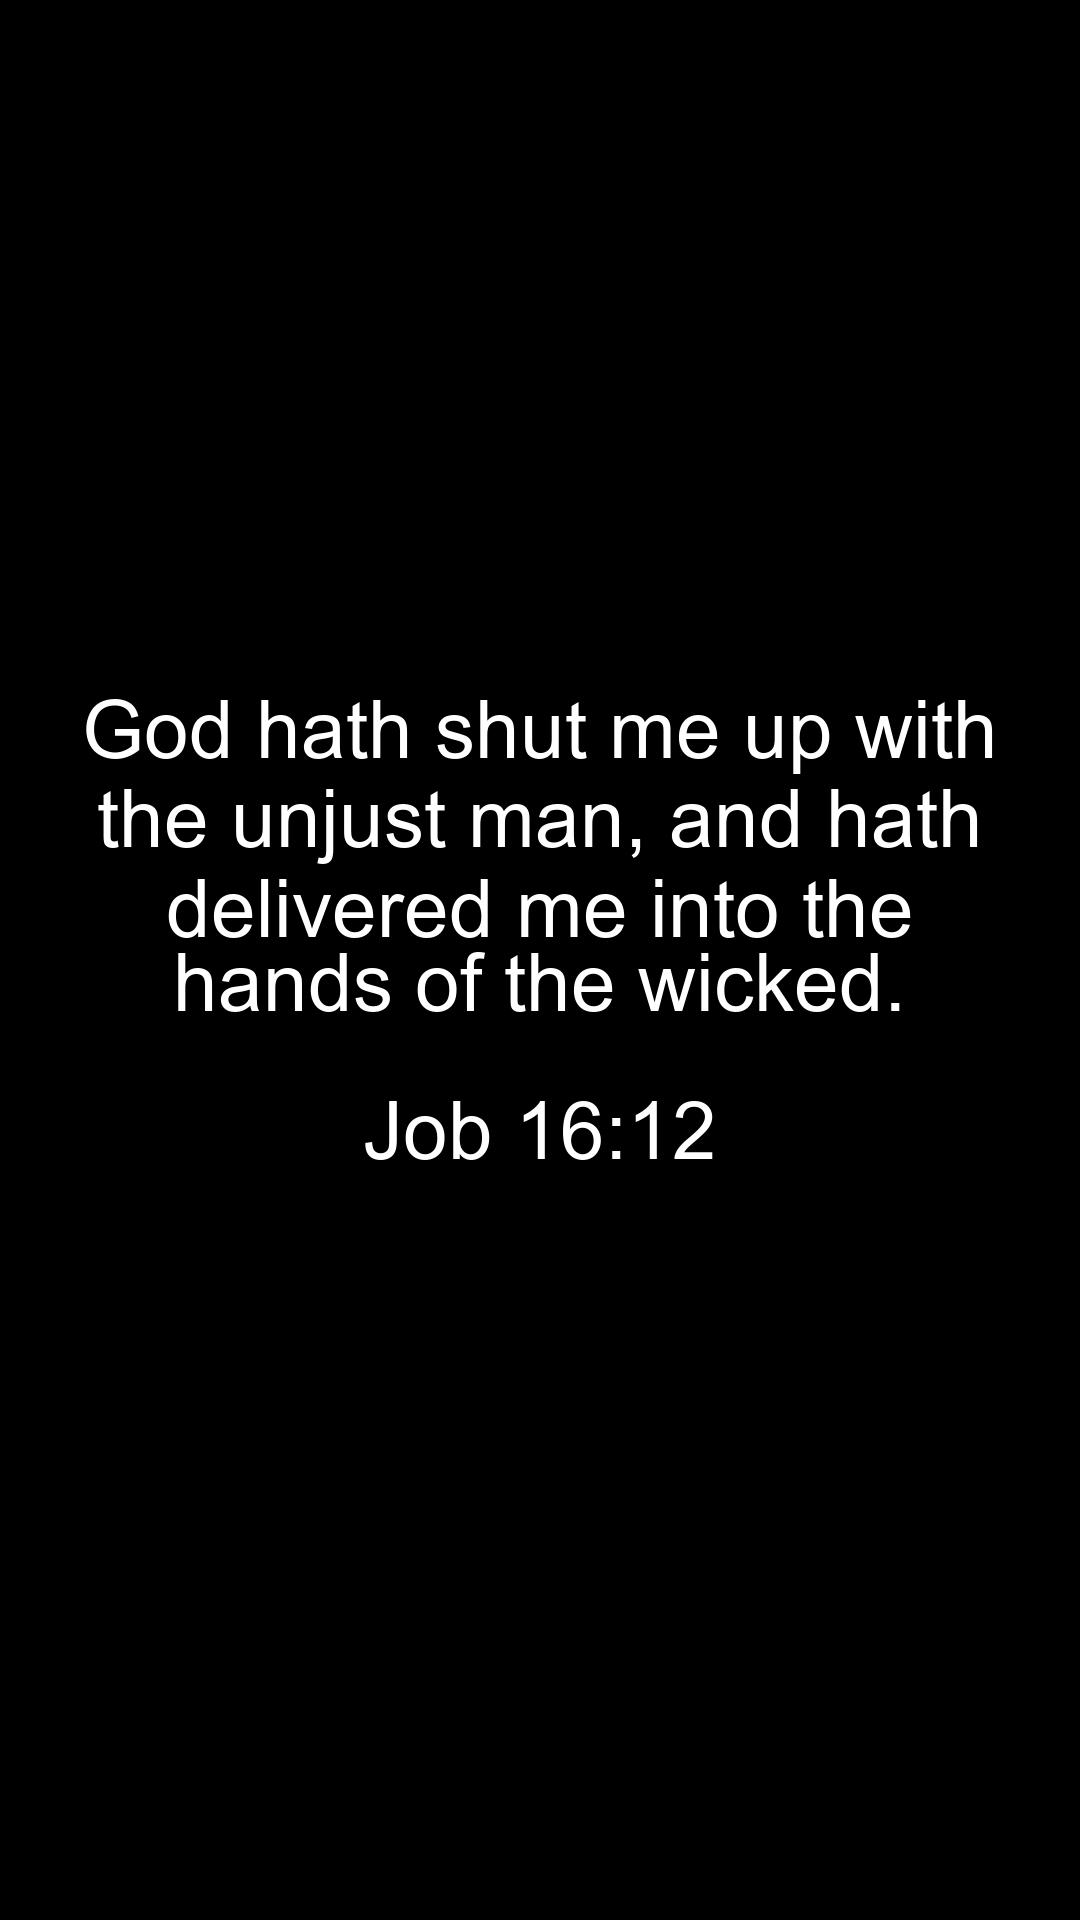 God hath shut me up with
the unjust man, and hath
delivered me into the
hands of the wicked.
Job 16:12